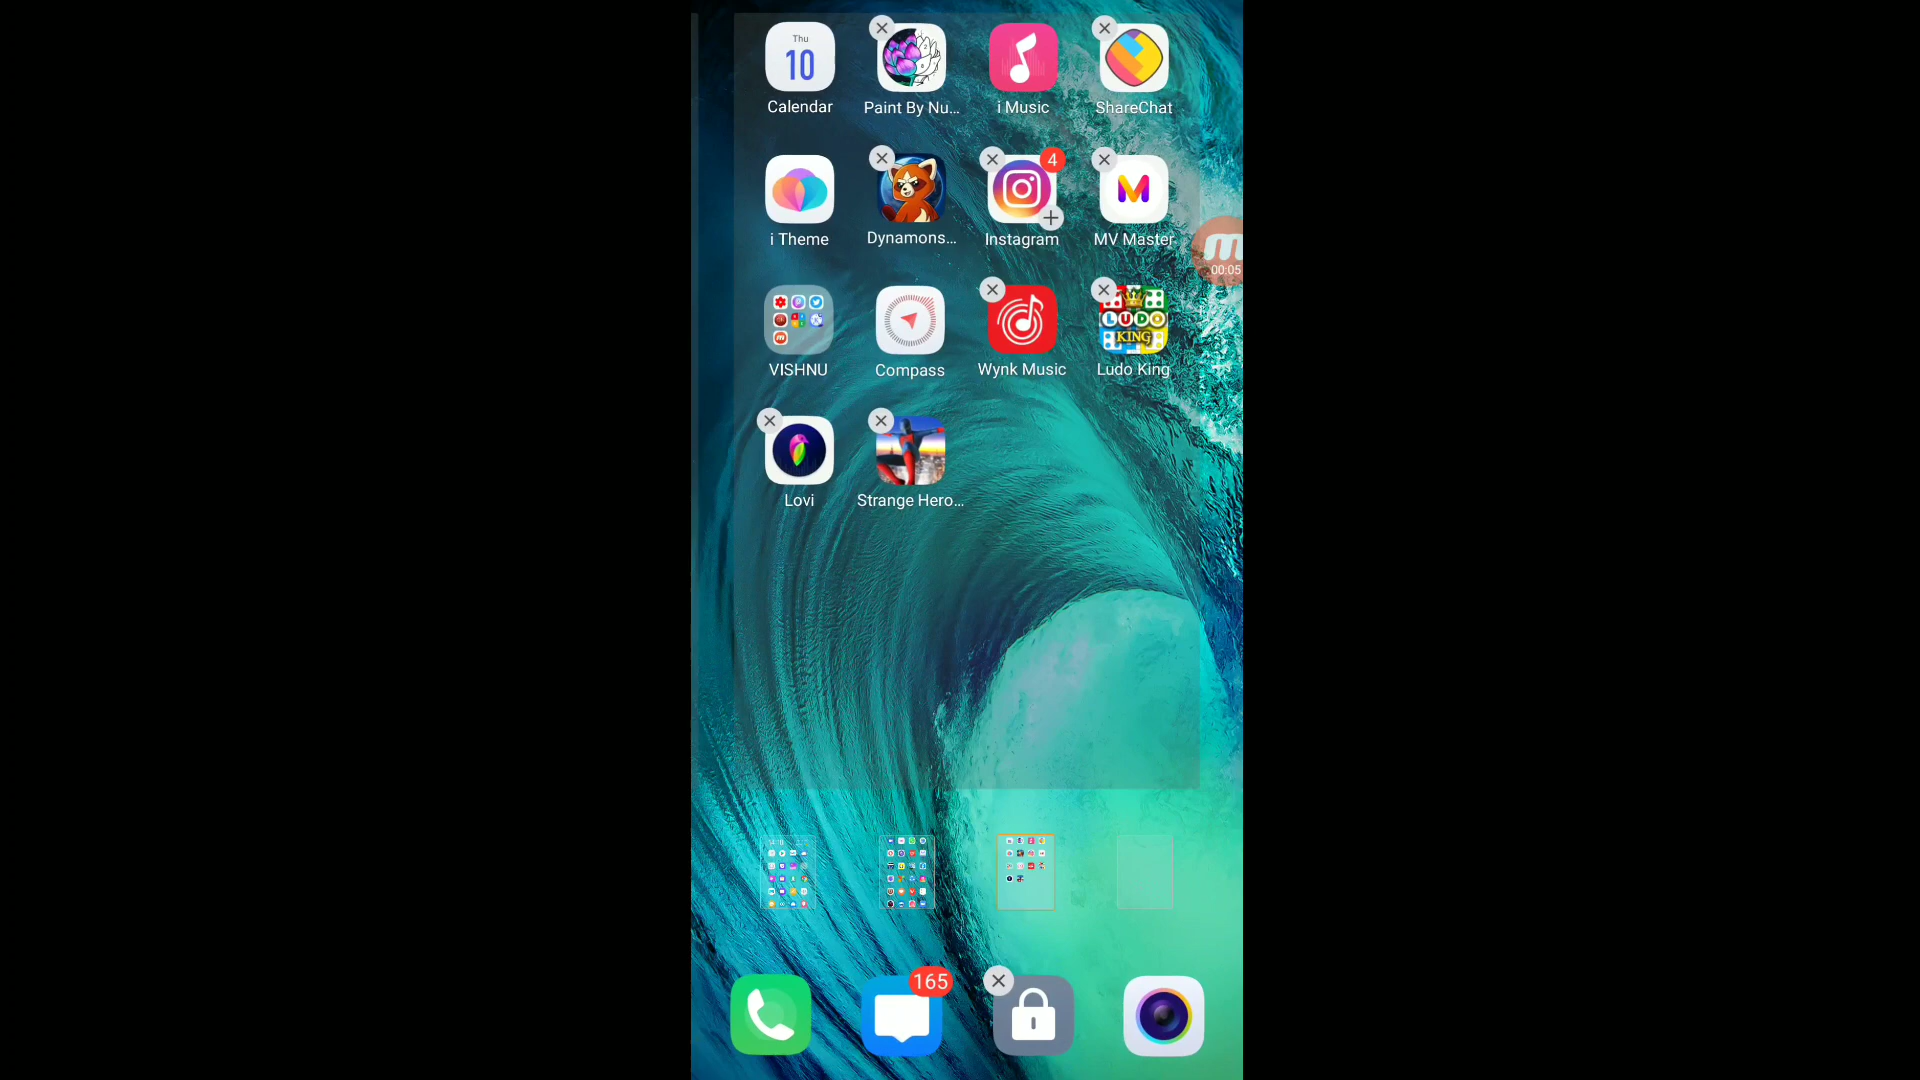 Thu
10
Calendar
Paint By Nu...
i Music
ShareChat
i Theme
Dynamons...
4
Instagram
MV Master
00:05
VISHNU
Compass
Wynk Music
LUDO
KING
Ludo King
Lovi
Strange Hero...
165